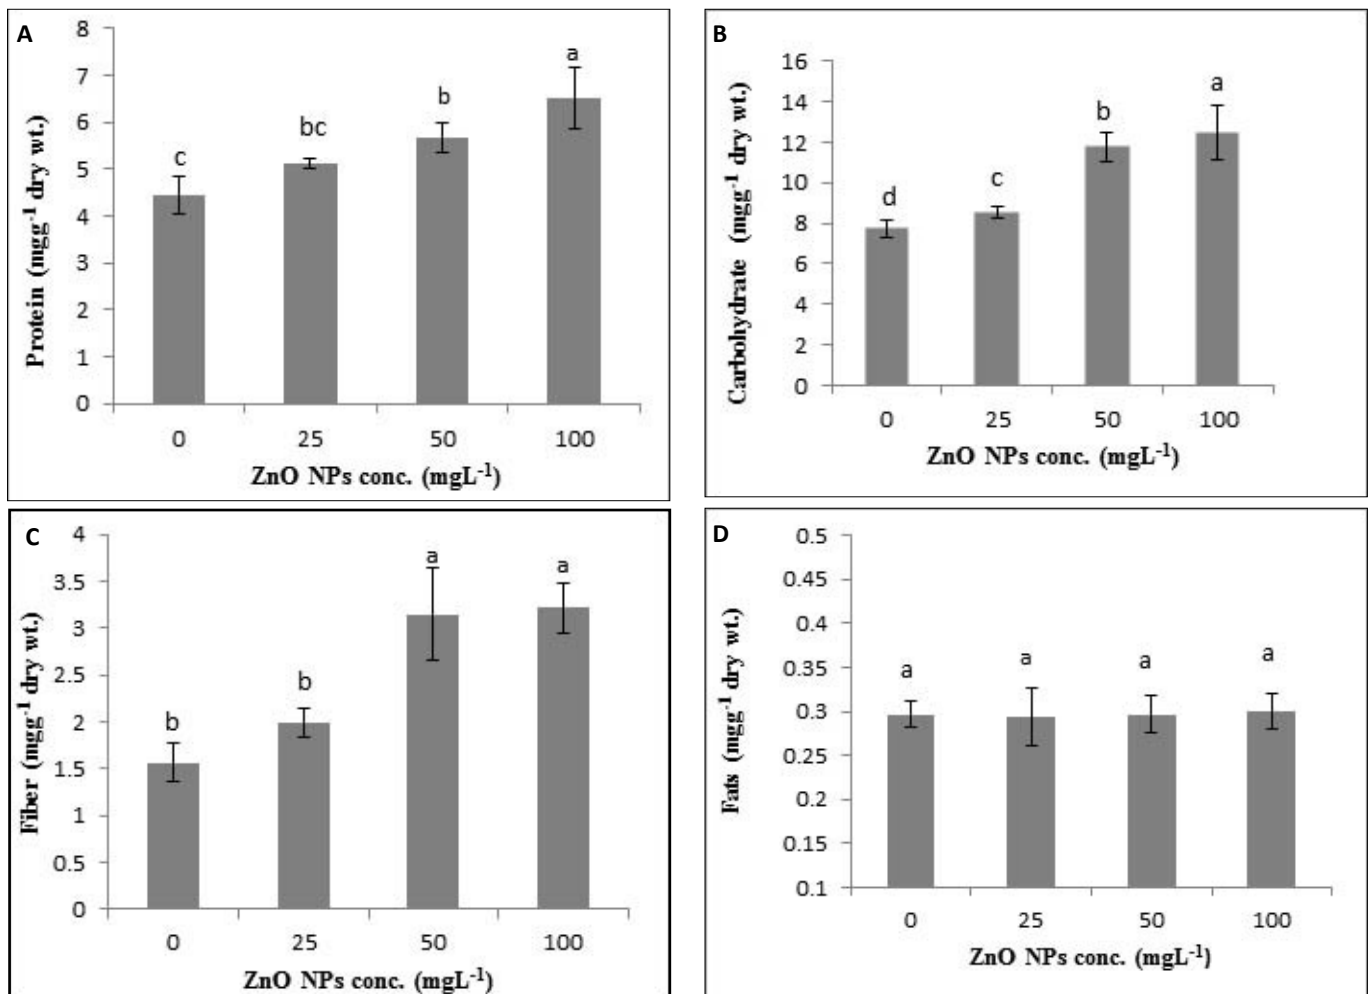 A
8
7
6
5
4
3
2
1
0
a
b
bc
c
0 25 50 100
ZnO NPs conc. (mgL⁻¹)
Protein (mgg⁻¹ dry wt.)
B
16
14
12
10
8
6
4
2
0
a
b
c
d
0 25 50 100
ZnO NPs conc. (mgL⁻¹)
Carbohydrate (mgg⁻¹ dry wt.)
C
4
3.5
3
2.5
2
1.5
1
0.5
0
a a
b
b
0 25 50 100
ZnO NPs conc. (mgL⁻¹)
Fiber (mgg⁻¹ dry wt.)
D
0.5
0.45
0.4
0.35
0.3
0.25
0.2
0.15
0.1
a a a a
0 25 50 100
ZnO NPs conc. (mgL⁻¹)
Fats (mgg⁻¹ dry wt.)